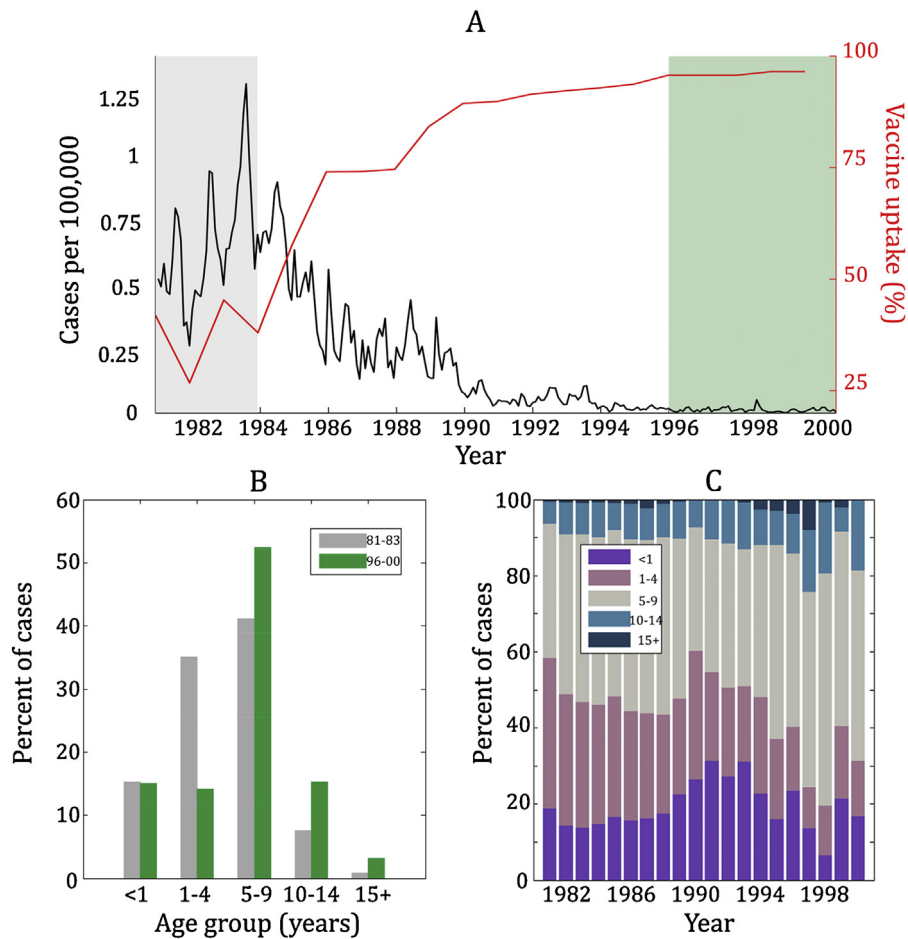 A
100
1.25
1
75
0.75
0.5
50
0.25
25
0
Cases per 100,000
Vaccine uptake (%)
1982 1984 1986 1988 1990 1992 1994 1996 1998 2000
Year
B
60
50
40
30
20
10
0
Percent of cases
81-83
96-00
<1 1-4 5-9 10-14 15+
Age group (years)
C
100
80
60
40
20
0
Percent of cases
<1
1-4
5-9
10-14
15+
1982 1986 1990 1994 1998
Year